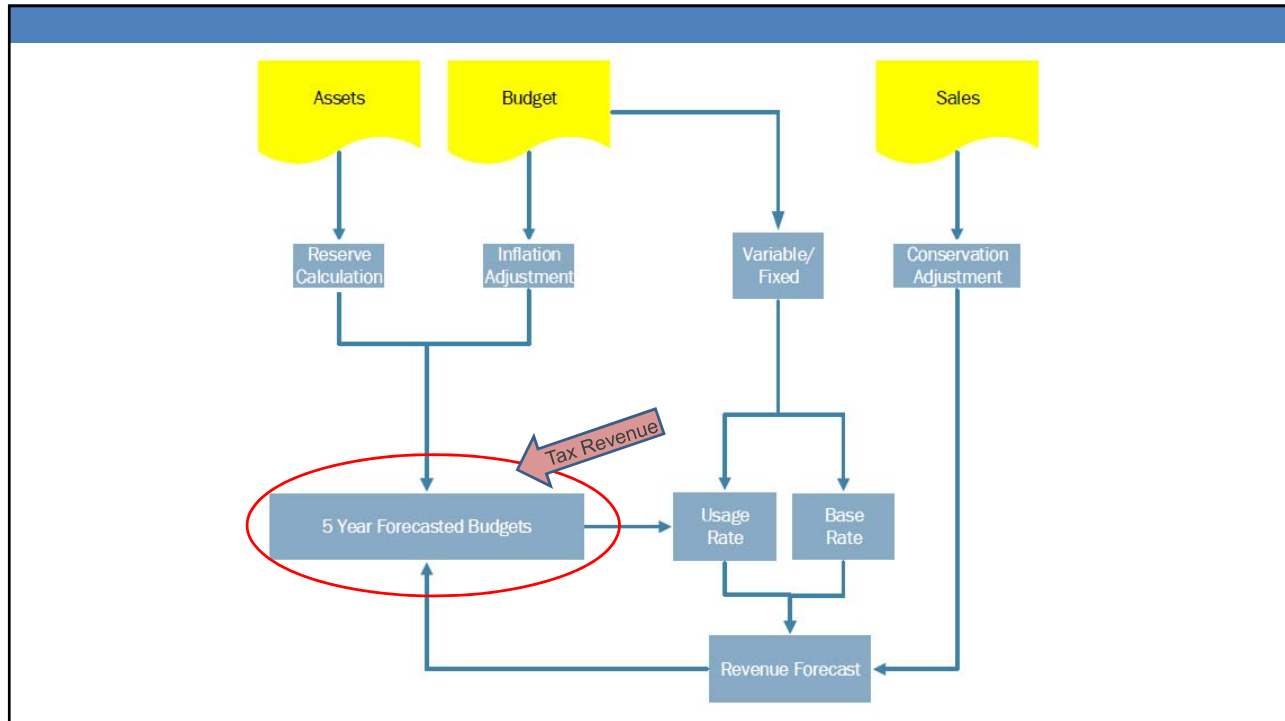 Assets
Budget
Sales
Reserve
Calculation
Inflation
Adjustment
Variable/
Fixed
Conservation
Adjustment
Tax Revenue
5 Year Forecasted Budgets
Usage
Rate
Base
Rate
Revenue Forecast